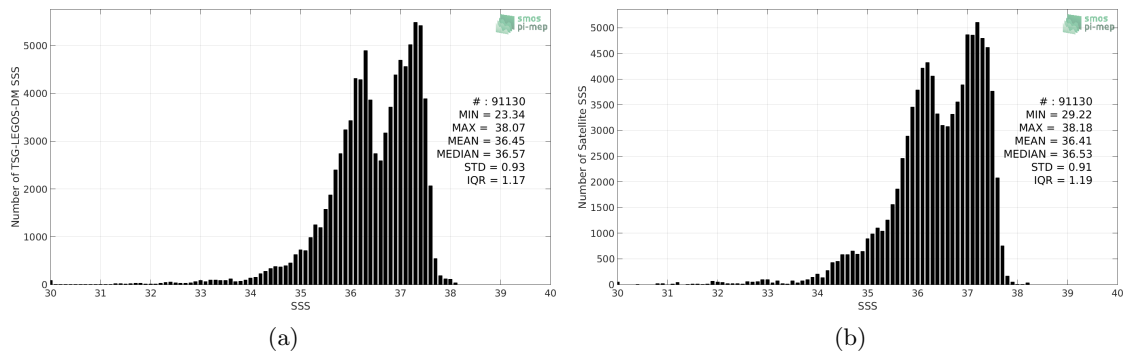 smos
pi-mep
Number of TSG-LEGOS-DM SSS
5000
4000
3000
2000
1000
0
# : 91130
MIN = 23.34
MAX = 38.07
MEAN = 36.45
MEDIAN = 36.57
STD = 0.93
IQR = 1.17
30 31 32 33 34 35 36 37 38 39 40
SSS
(a)
smos
pi-mep
Number of Satellite SSS
5000
4500
4000
3500
3000
2500
2000
1500
1000
500
0
# : 91130
MIN = 29.22
MAX = 38.18
MEAN = 36.41
MEDIAN = 36.53
STD = 0.91
IQR = 1.19
30 31 32 33 34 35 36 37 38 39 40
SSS
(b)